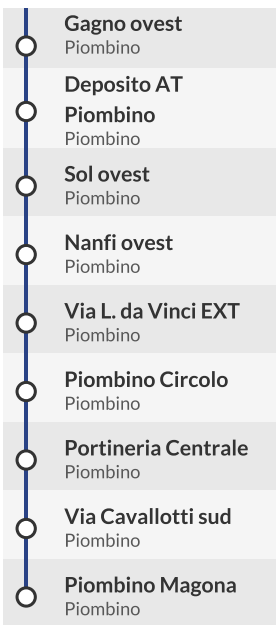 Gagno ovest
Piombino
Deposito AT
Piombino
Piombino
Sol ovest
Piombino
Nanfi ovest
Piombino
Via L. da Vinci EXT
Piombino
Piombino Circolo
Piombino
Portineria Centrale
Piombino
Via Cavallotti sud
Piombino
Piombino Magona
Piombino